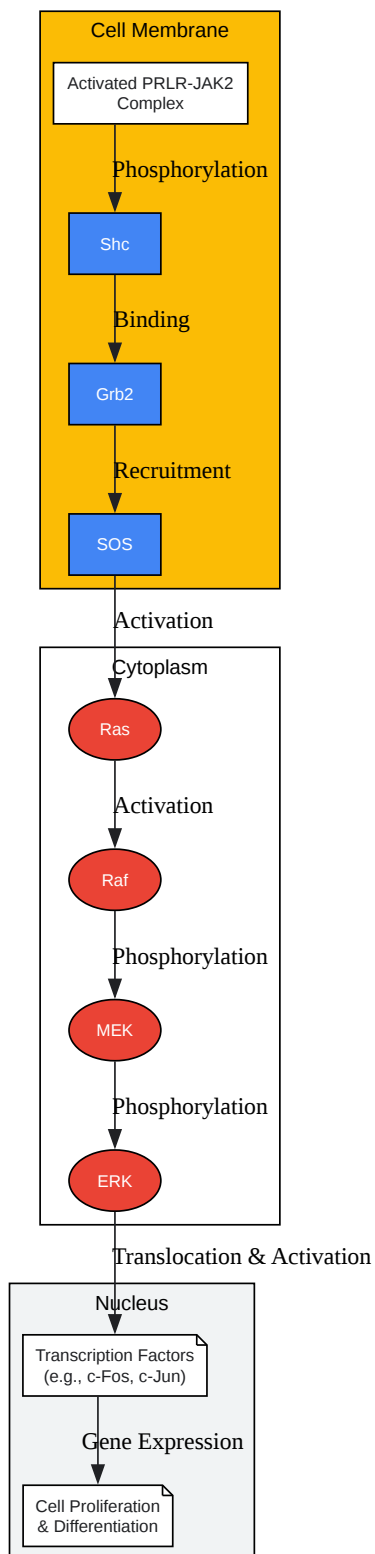 Cell Membrane
Activated PRLR-JAK2
Complex
Phosphorylation
Shc
Binding
Grb2
Recruitment
SOS
Activation
Cytoplasm
Ras
Activation
Raf
Phosphorylation
MEK
Phosphorylation
ERK
Translocation & Activation
Nucleus
Transcription Factors
(e.g., c-Fos, c-Jun)
Gene Expression
Cell Proliferation
& Differentiation